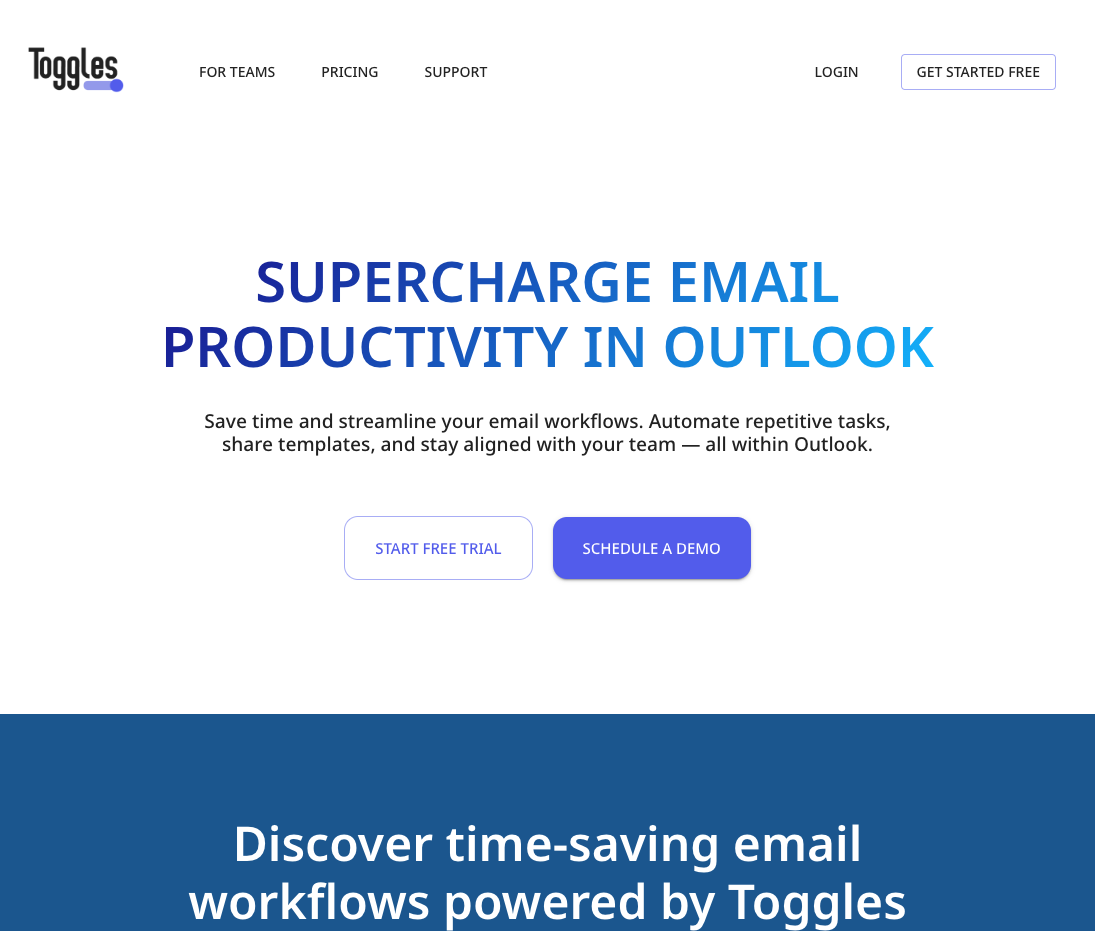 Toggles
FOR TEAMS
PRICING
SUPPORT
LOGIN
GET STARTED FREE
SUPERCHARGE EMAIL
PRODUCTIVITY IN OUTLOOK
Save time and streamline your email workflows. Automate repetitive tasks,
share templates, and stay aligned with your team — all within Outlook.
START FREE TRIAL
SCHEDULE A DEMO
Discover time-saving email
workflows powered by Toggles